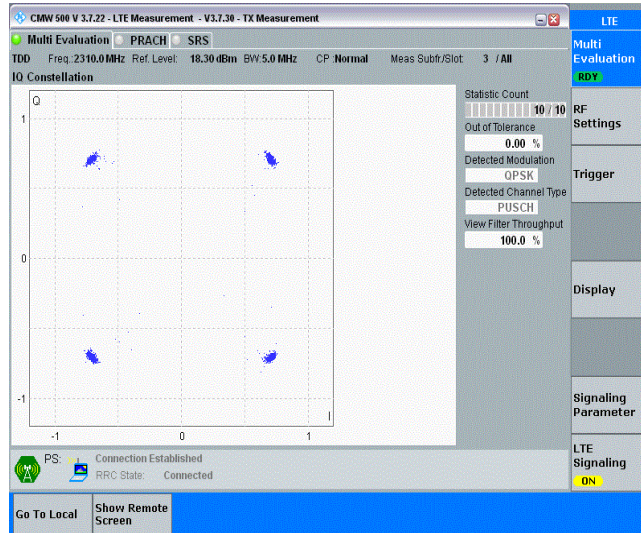 CMW 500 V 3.7.22 - LTE Measurement - V3.7.30 - TX Measurement
LTE
Multi Evaluation PRACH SRS
Multi
Evaluation
RDY
TDD Freq.:2310.0 MHz Ref. Level: 18.30 dBm BW:5.0 MHz CP :Normal Meas Subfr./Slot: 3 / All
IQ Constellation
Q
1
0
-1
-1 0 1
I
Statistic Count
10 / 10
Out of Tolerance
0.00 %
Detected Modulation
QPSK
Detected Channel Type
PUSCH
View Filter Throughput
100.0 %
RF
Settings
Trigger
Display
Signaling
Parameter
LTE
Signaling
ON
PS: Connection Established
RRC State: Connected
Go To Local
Show Remote
Screen